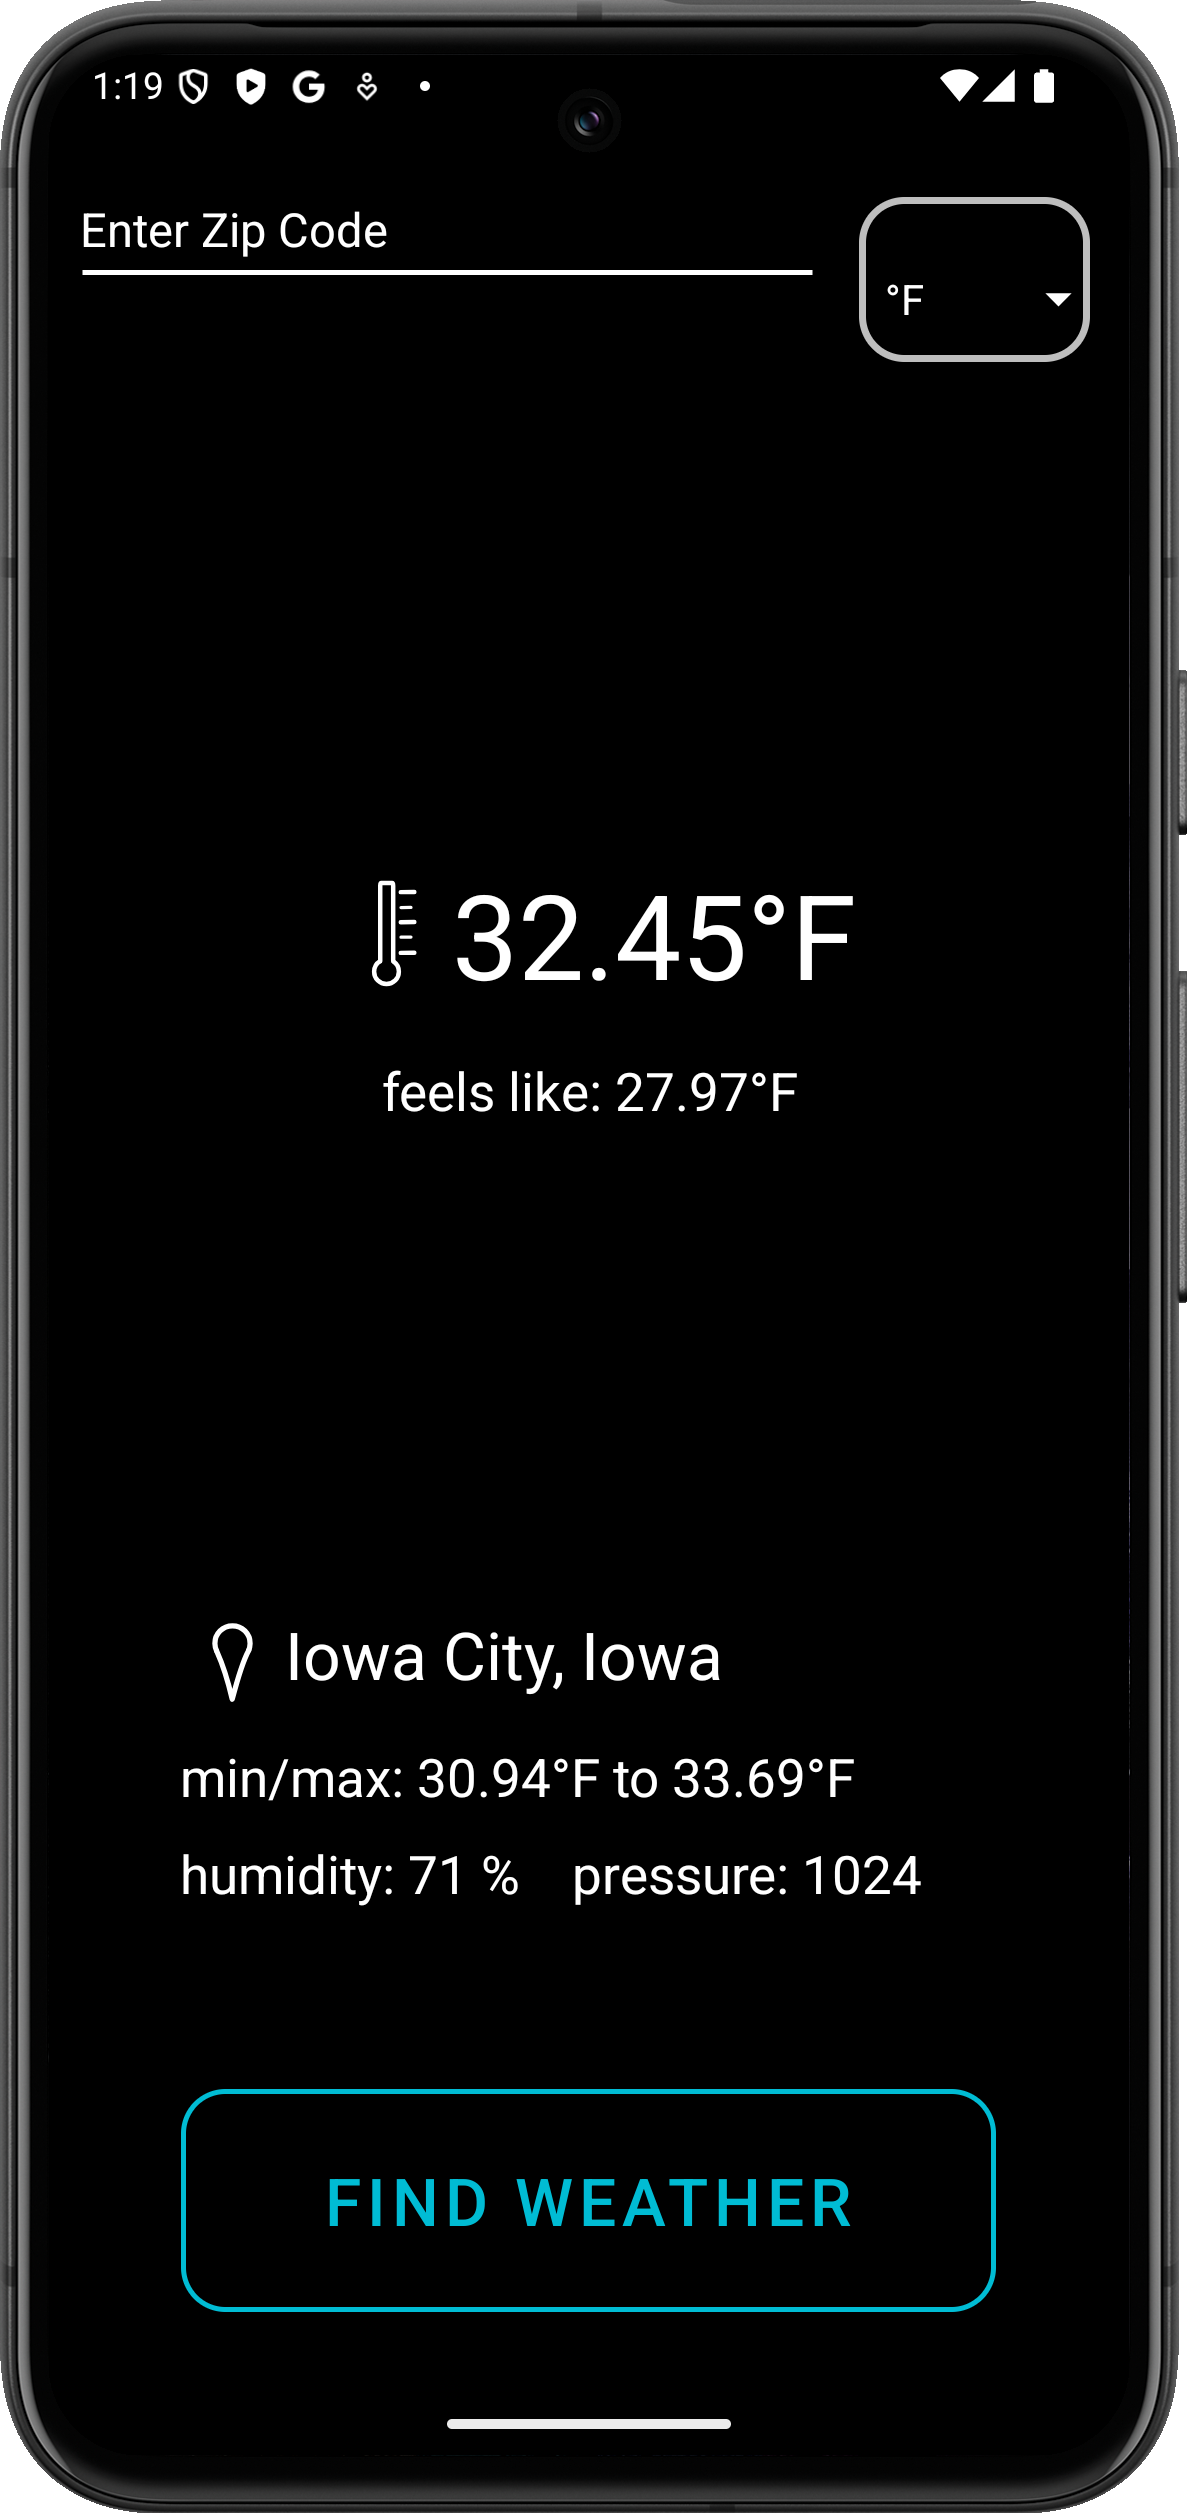 1:19
Enter Zip Code
°F
32.45°F
feels like: 27.97°F
Iowa City, Iowa
min/max: 30.94°F to 33.69°F
humidity: 71 % pressure: 1024
FIND WEATHER